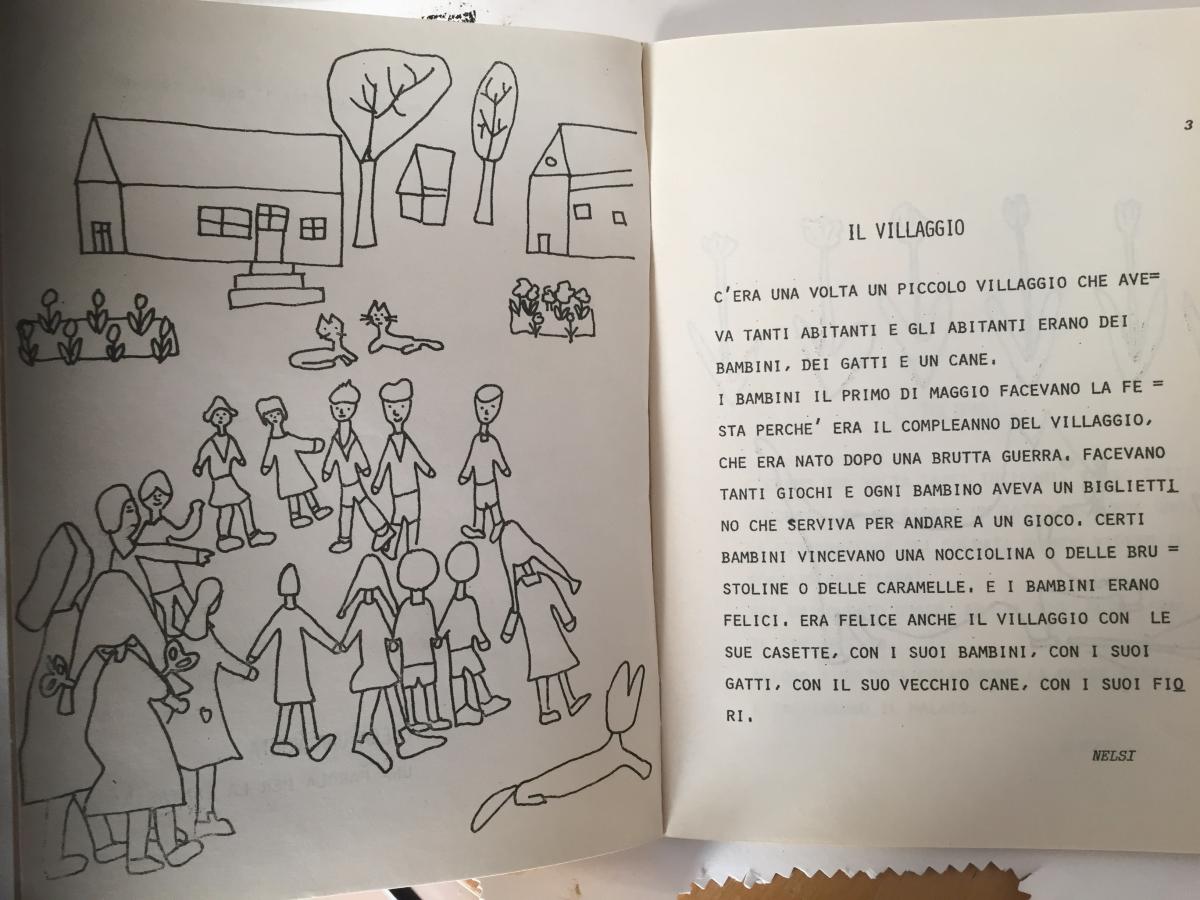 3
IL VILLAGGIO
C'ERA UNA VOLTA UN PICCOLO VILLAGGIO CHE AVE=
VA TANTI ABITANTI E GLI ABITANTI ERANO DEI
BAMBINI, DEI GATTI E UN CANE.
I BAMBINI IL PRIMO DI MAGGIO FACEVANO LA FE =
STA PERCHE' ERA IL COMPLEANNO DEL VILLAGGIO,
CHE ERA NATO DOPO UNA BRUTTA GUERRA. FACEVANO
TANTI GIOCHI E OGNI BAMBINO AVEVA UN BIGLIETTI
NO CHE SERVIVA PER ANDARE A UN GIOCO. CERTI
BAMBINI VINCEVANO UNA NOCCIOLINA O DELLE BRU =
STOLINE O DELLE CARAMELLE. E I BAMBINI ERANO
FELICI. ERA FELICE ANCHE IL VILLAGGIO CON LE
SUE CASETTE, CON I SUOI BAMBINI, CON I SUOI
GATTI, CON IL SUO VECCHIO CANE, CON I SUOI FIO
RI.
NELSI